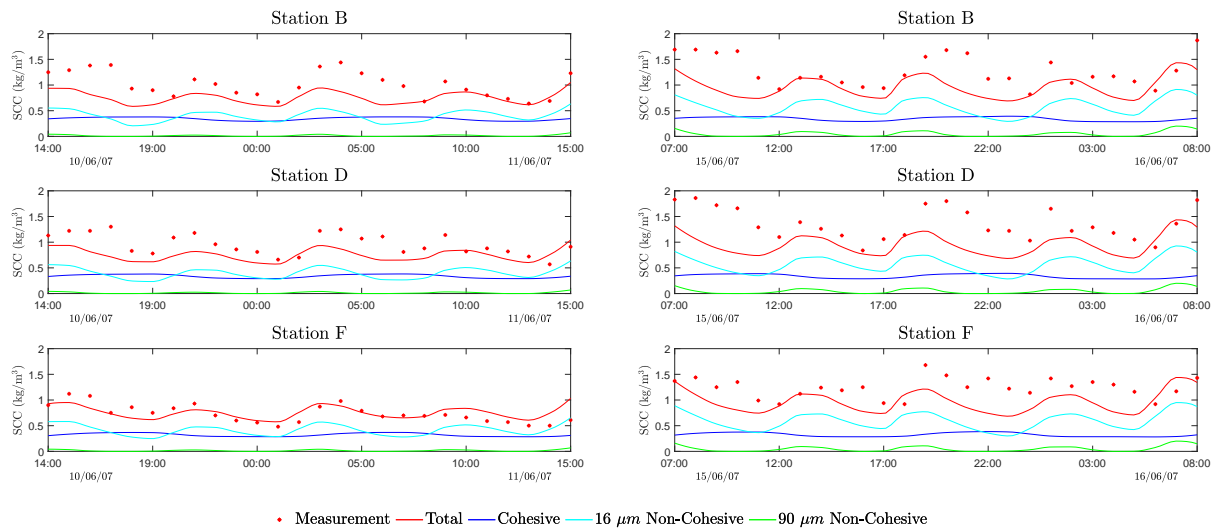 Station B
SCC (kg/m³)
2
1.5
1
0.5
0
14:00 19:00 00:00 05:00 10:00 15:00
10/06/07 11/06/07
Station B
SCC (kg/m³)
2
1.5
1
0.5
0
07:00 12:00 17:00 22:00 03:00 08:00
15/06/07 16/06/07
Station D
SCC (kg/m³)
2
1.5
1
0.5
0
14:00 19:00 00:00 05:00 10:00 15:00
10/06/07 11/06/07
Station D
SCC (kg/m³)
2
1.5
1
0.5
0
07:00 12:00 17:00 22:00 03:00 08:00
15/06/07 16/06/07
Station F
SCC (kg/m³)
2
1.5
1
0.5
0
14:00 19:00 00:00 05:00 10:00 15:00
10/06/07 11/06/07
Station F
SCC (kg/m³)
2
1.5
1
0.5
0
07:00 12:00 17:00 22:00 03:00 08:00
15/06/07 16/06/07
Measurement Total Cohesive 16 μm Non-Cohesive 90 μm Non-Cohesive